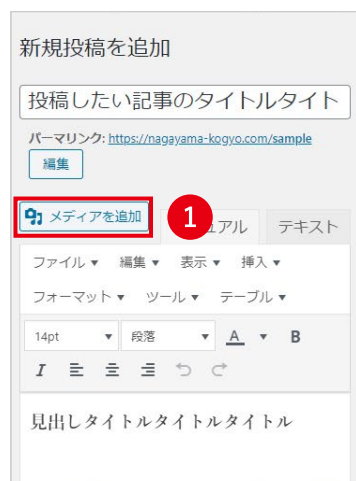 新規投稿を追加
投稿したい記事のタイトルタイト
パーマリンク: https://nagayama-kogyo.com/sample
編集
メディアを追加 1 ュアル テキスト
ファイル ▼ 編集 ▼ 表示 ▼ 挿入 ▼
フォーマット ▼ ツール ▼ テーブル ▼
14pt ▼ 段落 ▼ A ▼ B
I
見出しタイトルタイトルタイトル